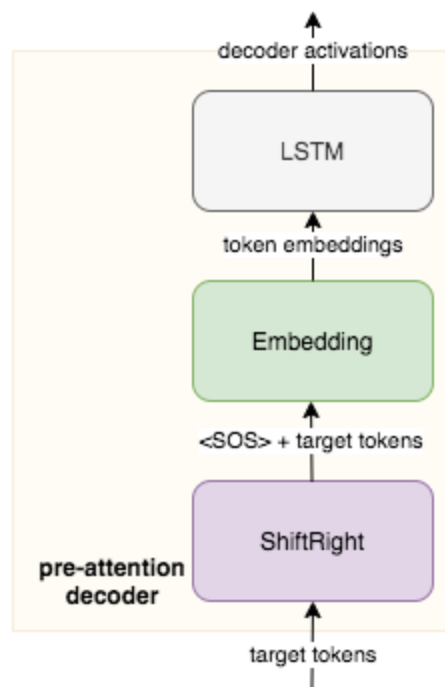 decoder activations
LSTM
token embeddings
Embedding
<SOS> + target tokens
ShiftRight
pre-attention
decoder
target tokens